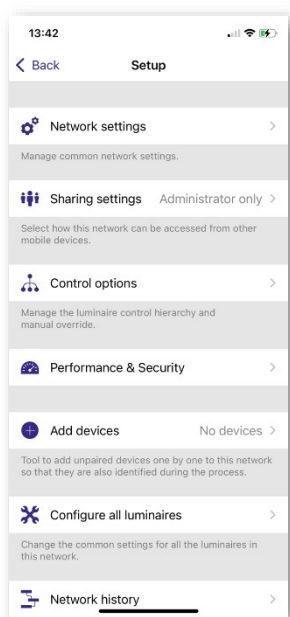 13:42
Back Setup
Network settings
Manage common network settings.
Sharing settings Administrator only
Select how this network can be accessed from other
mobile devices.
Control options
Manage the luminaire control hierarchy and
manual override.
Performance & Security
Add devices No devices
Tool to add unpaired devices one by one to this network
so that they are also identified during the process.
Configure all luminaires
Change the common settings for all the luminaires in
this network.
Network history